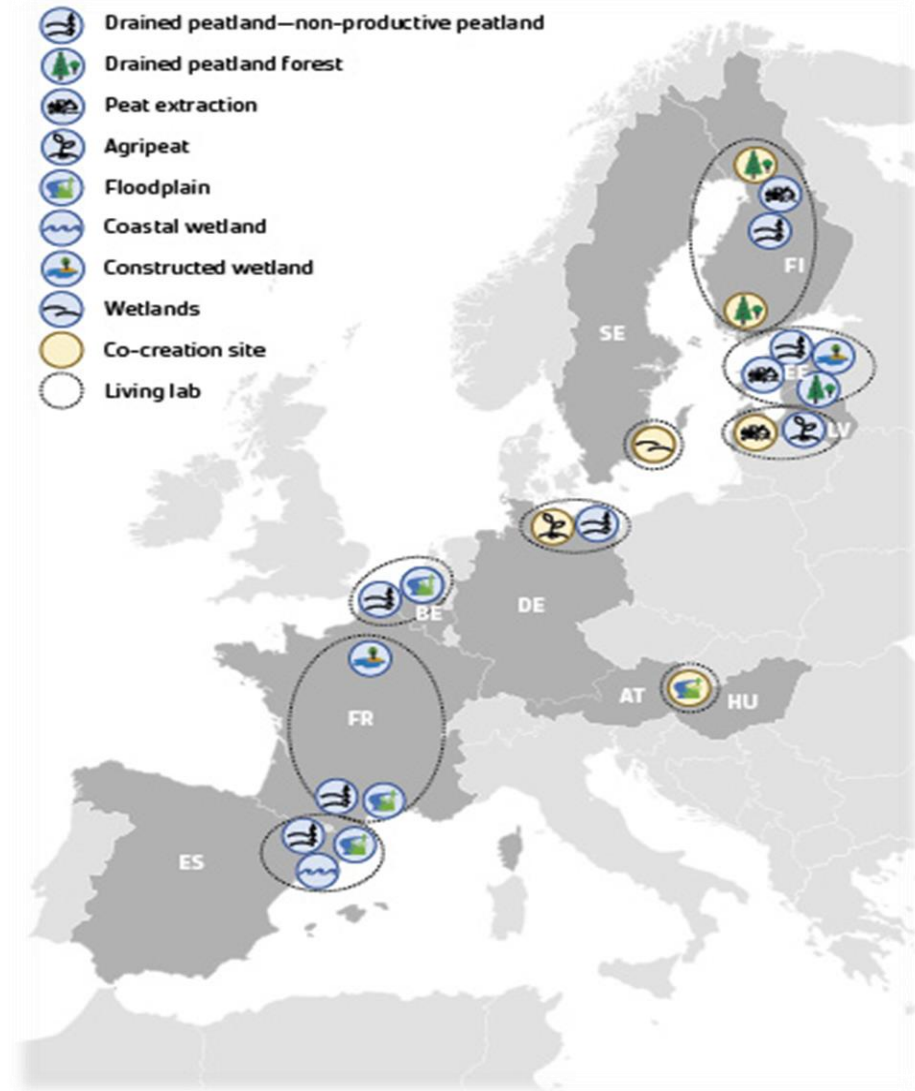 Drained peatland—non-productive peatland
Drained peatland forest
Peat extraction
Agripeat
Floodplain
Coastal wetland
Constructed wetland
Wetlands
Co-creation site
Living lab
FI
SE
EE
LV
DE
BE
AT
HU
FR
ES